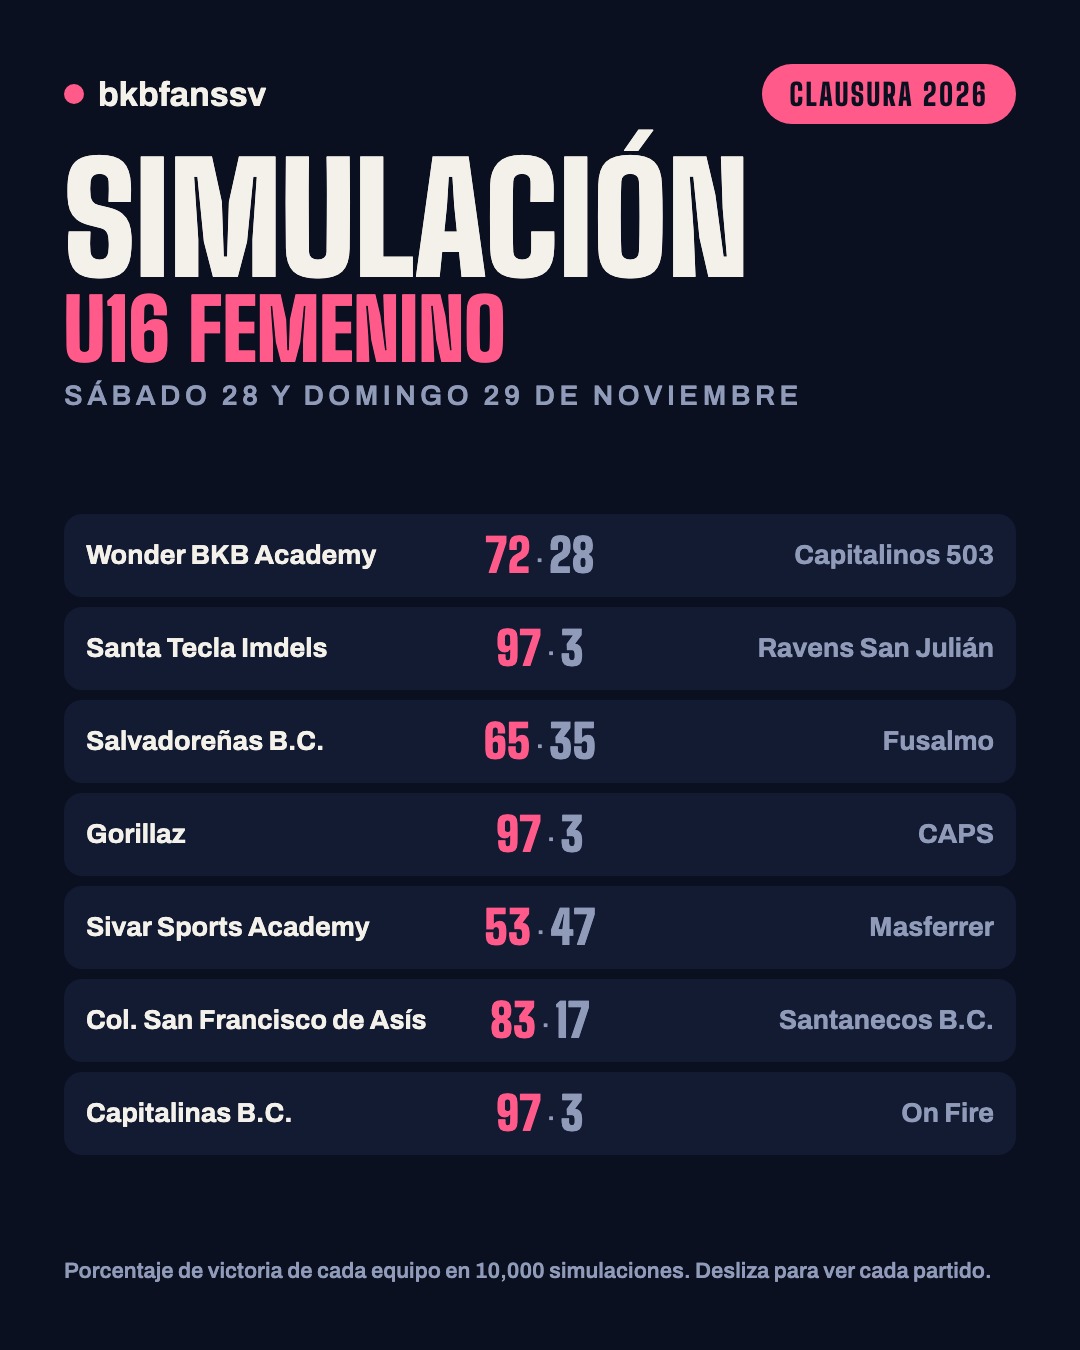 bkbfanssv
CLAUSURA 2026
SIMULACIÓN
U16 FEMENINO
SÁBADO 28 Y DOMINGO 29 DE NOVIEMBRE
Wonder BKB Academy 72 · 28 Capitalinos 503
Santa Tecla Imdels 97 · 3 Ravens San Julián
Salvadoreñas B.C. 65 · 35 Fusalmo
Gorillaz 97 · 3 CAPS
Sivar Sports Academy 53 · 47 Masferrer
Col. San Francisco de Asís 83 · 17 Santanecos B.C.
Capitalinas B.C. 97 · 3 On Fire
Porcentaje de victoria de cada equipo en 10,000 simulaciones. Desliza para ver cada partido.